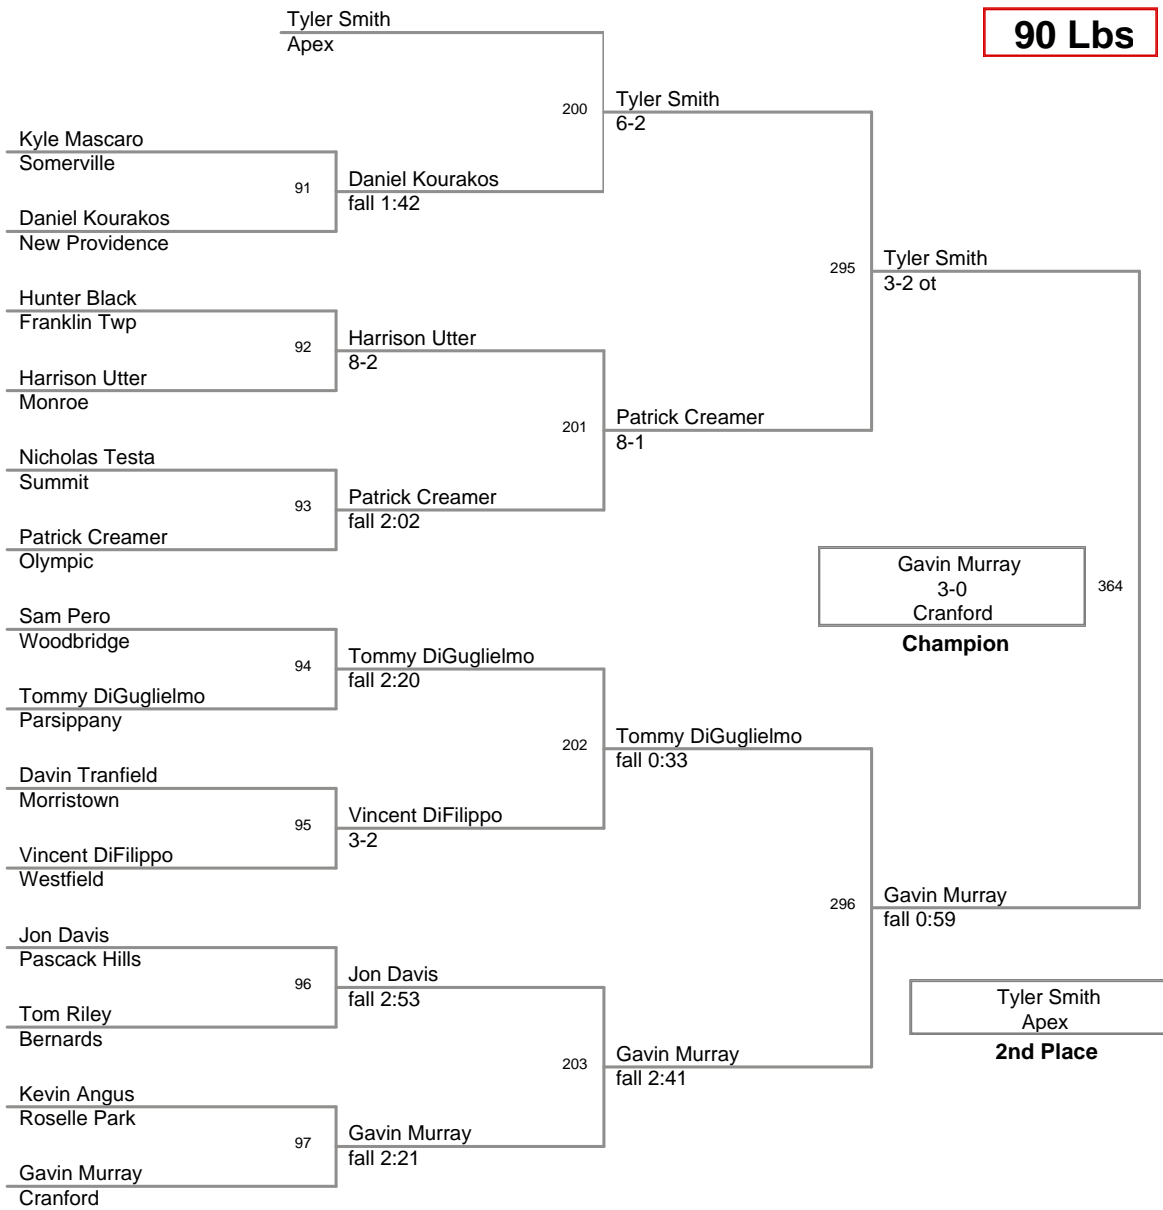 Tyler Smith
Apex
90 Lbs
200
Tyler Smith
6-2
Kyle Mascaro
Somerville
91
Daniel Kourakos
fall 1:42
Daniel Kourakos
New Providence
295
Tyler Smith
3-2 ot
Hunter Black
Franklin Twp
92
Harrison Utter
8-2
Harrison Utter
Monroe
201
Patrick Creamer
8-1
Nicholas Testa
Summit
93
Patrick Creamer
fall 2:02
Patrick Creamer
Olympic
Gavin Murray
3-0
Cranford
Champion
364
Sam Pero
Woodbridge
94
Tommy DiGuglielmo
fall 2:20
Tommy DiGuglielmo
Parsippany
202
Tommy DiGuglielmo
fall 0:33
Davin Tranfield
Morristown
95
Vincent DiFilippo
3-2
Vincent DiFilippo
Westfield
296
Gavin Murray
fall 0:59
Jon Davis
Pascack Hills
96
Jon Davis
fall 2:53
Tom Riley
Bernards
Tyler Smith
Apex
2nd Place
203
Gavin Murray
fall 2:41
Kevin Angus
Roselle Park
97
Gavin Murray
fall 2:21
Gavin Murray
Cranford